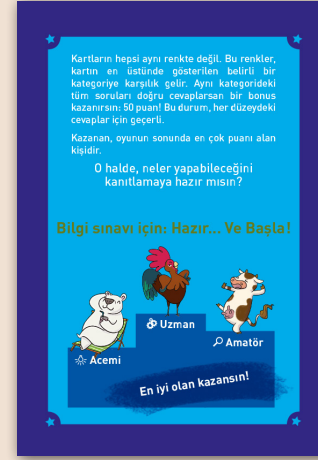 Kartların hepsi aynı renkte değil. Bu renkler,
kartın en üstünde gösterilen belirli bir
kategoriye karşılık gelir. Aynı kategorideki
tüm soruları doğru cevaplarsan bir bonus
kazanırsın: 50 puan! Bu durum, her düzeydeki
cevaplar için geçerli.
Kazanan, oyunun sonunda en çok puanı alan
kişidir.
O halde, neler yapabileceğini
kanıtlamaya hazır mısın?
Bilgi sınavı için: Hazır... Ve Başla!
Uzman
Amatör
Acemi
En iyi olan kazansın!